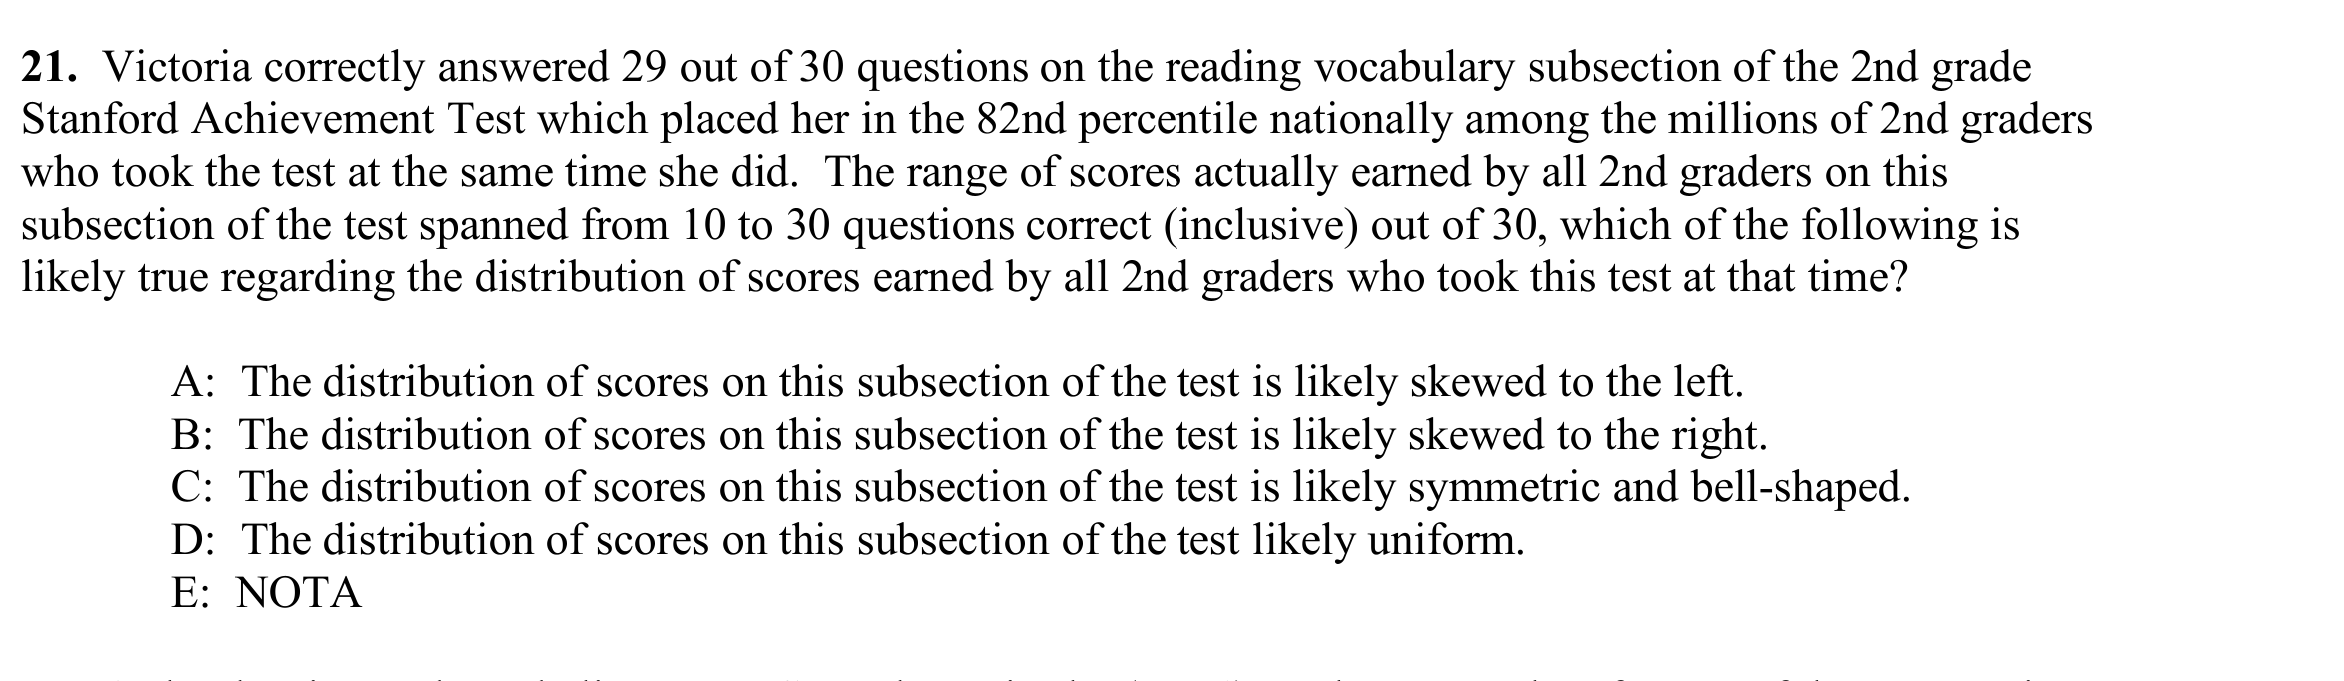 21. Victoria correctly answered 29 out of 30 questions on the reading vocabulary subsection of the 2nd grade
Stanford Achievement Test which placed her in the 82nd percentile nationally among the millions of 2nd graders
who took the test at the same time she did. The range of scores actually earned by all 2nd graders on this
subsection of the test spanned from 10 to 30 questions correct (inclusive) out of 30, which of the following is
likely true regarding the distribution of scores earned by all 2nd graders who took this test at that time?
A: The distribution of scores on this subsection of the test is likely skewed to the left.
B: The distribution of scores on this subsection of the test is likely skewed to the right.
C: The distribution of scores on this subsection of the test is likely symmetric and bell-shaped.
D: The distribution of scores on this subsection of the test likely uniform.
E: NOTA